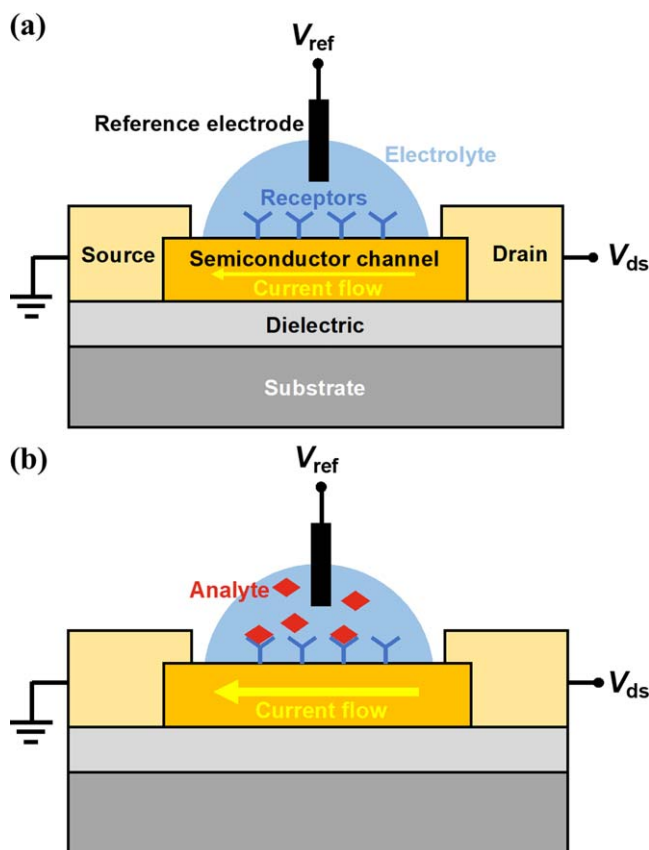 (a)
Vref
Reference electrode
Electrolyte
Receptors
Source
Semiconductor channel
Drain
Vds
Current flow
Dielectric
Substrate
(b)
Vref
Analyte
Vds
Current flow